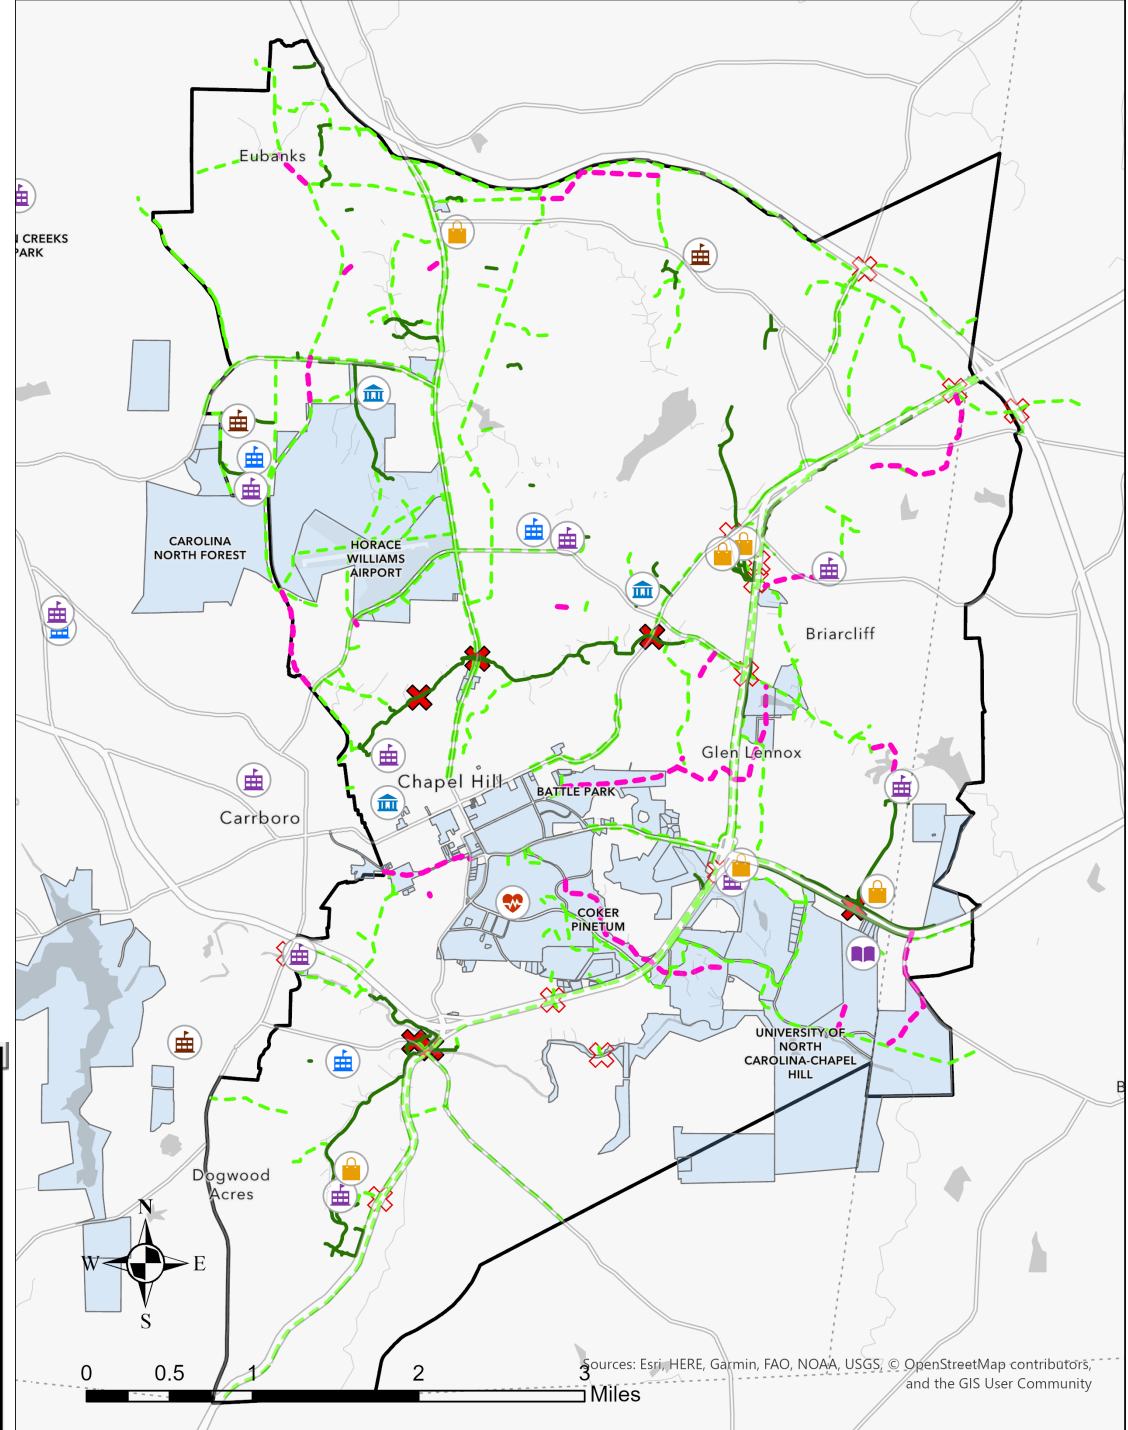 Eubanks
N CREEKS
PARK
CAROLINA
NORTH FOREST
HORACE
WILLIAMS
AIRPORT
Briarcliff
Glen Lennox
Chapel Hill
BATTLE PARK
Carrboro
COKER
PINETUM
UNIVERSITY OF
NORTH
CAROLINA-CHAPEL
HILL
B
Dogwood
Acres
N
W E
S
0 0.5 1 2 3
Miles
Sources: Esri, HERE, Garmin, FAO, NOAA, USGS, © OpenStreetMap contributors,
and the GIS User Community